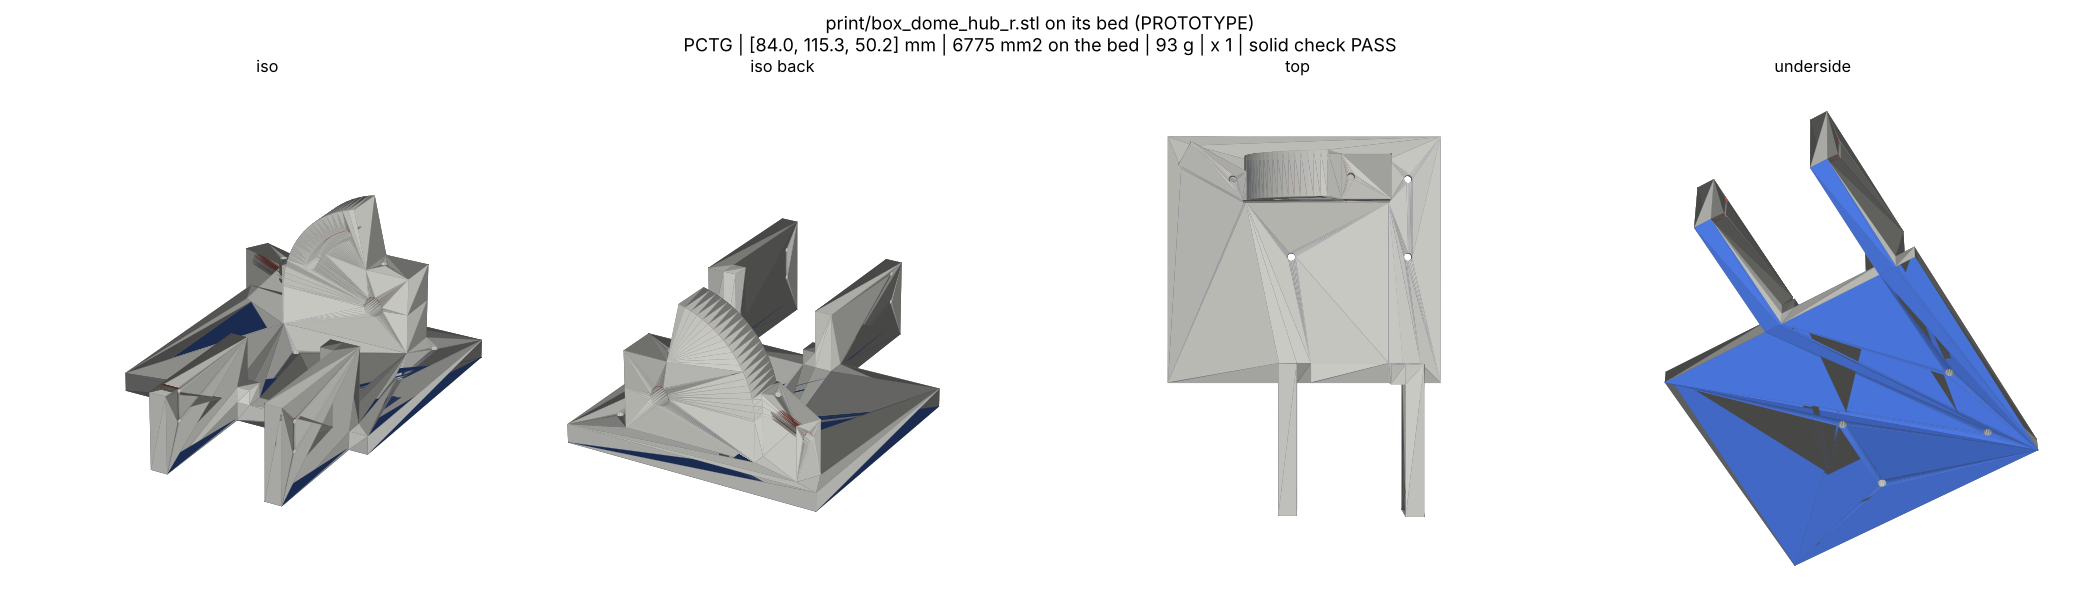 print/box_dome_hub_r.stl on its bed (PROTOTYPE)
PCTG | [84.0, 115.3, 50.2] mm | 6775 mm2 on the bed | 93 g | x 1 | solid check PASS
iso
iso back
top
underside